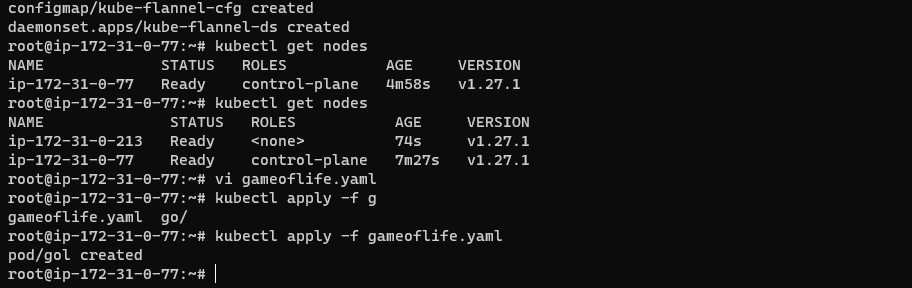 configmap/kube-flannel-cfg created
daemonset.apps/kube-flannel-ds created
root@ip-172-31-0-77:~# kubectl get nodes
NAME             STATUS   ROLES           AGE     VERSION
ip-172-31-0-77   Ready    control-plane   4m58s   v1.27.1
root@ip-172-31-0-77:~# kubectl get nodes
NAME              STATUS   ROLES           AGE     VERSION
ip-172-31-0-213   Ready    <none>          74s     v1.27.1
ip-172-31-0-77    Ready    control-plane   7m27s   v1.27.1
root@ip-172-31-0-77:~# vi gameoflife.yaml
root@ip-172-31-0-77:~# kubectl apply -f g
gameoflife.yaml  go/
root@ip-172-31-0-77:~# kubectl apply -f gameoflife.yaml
pod/gol created
root@ip-172-31-0-77:~#